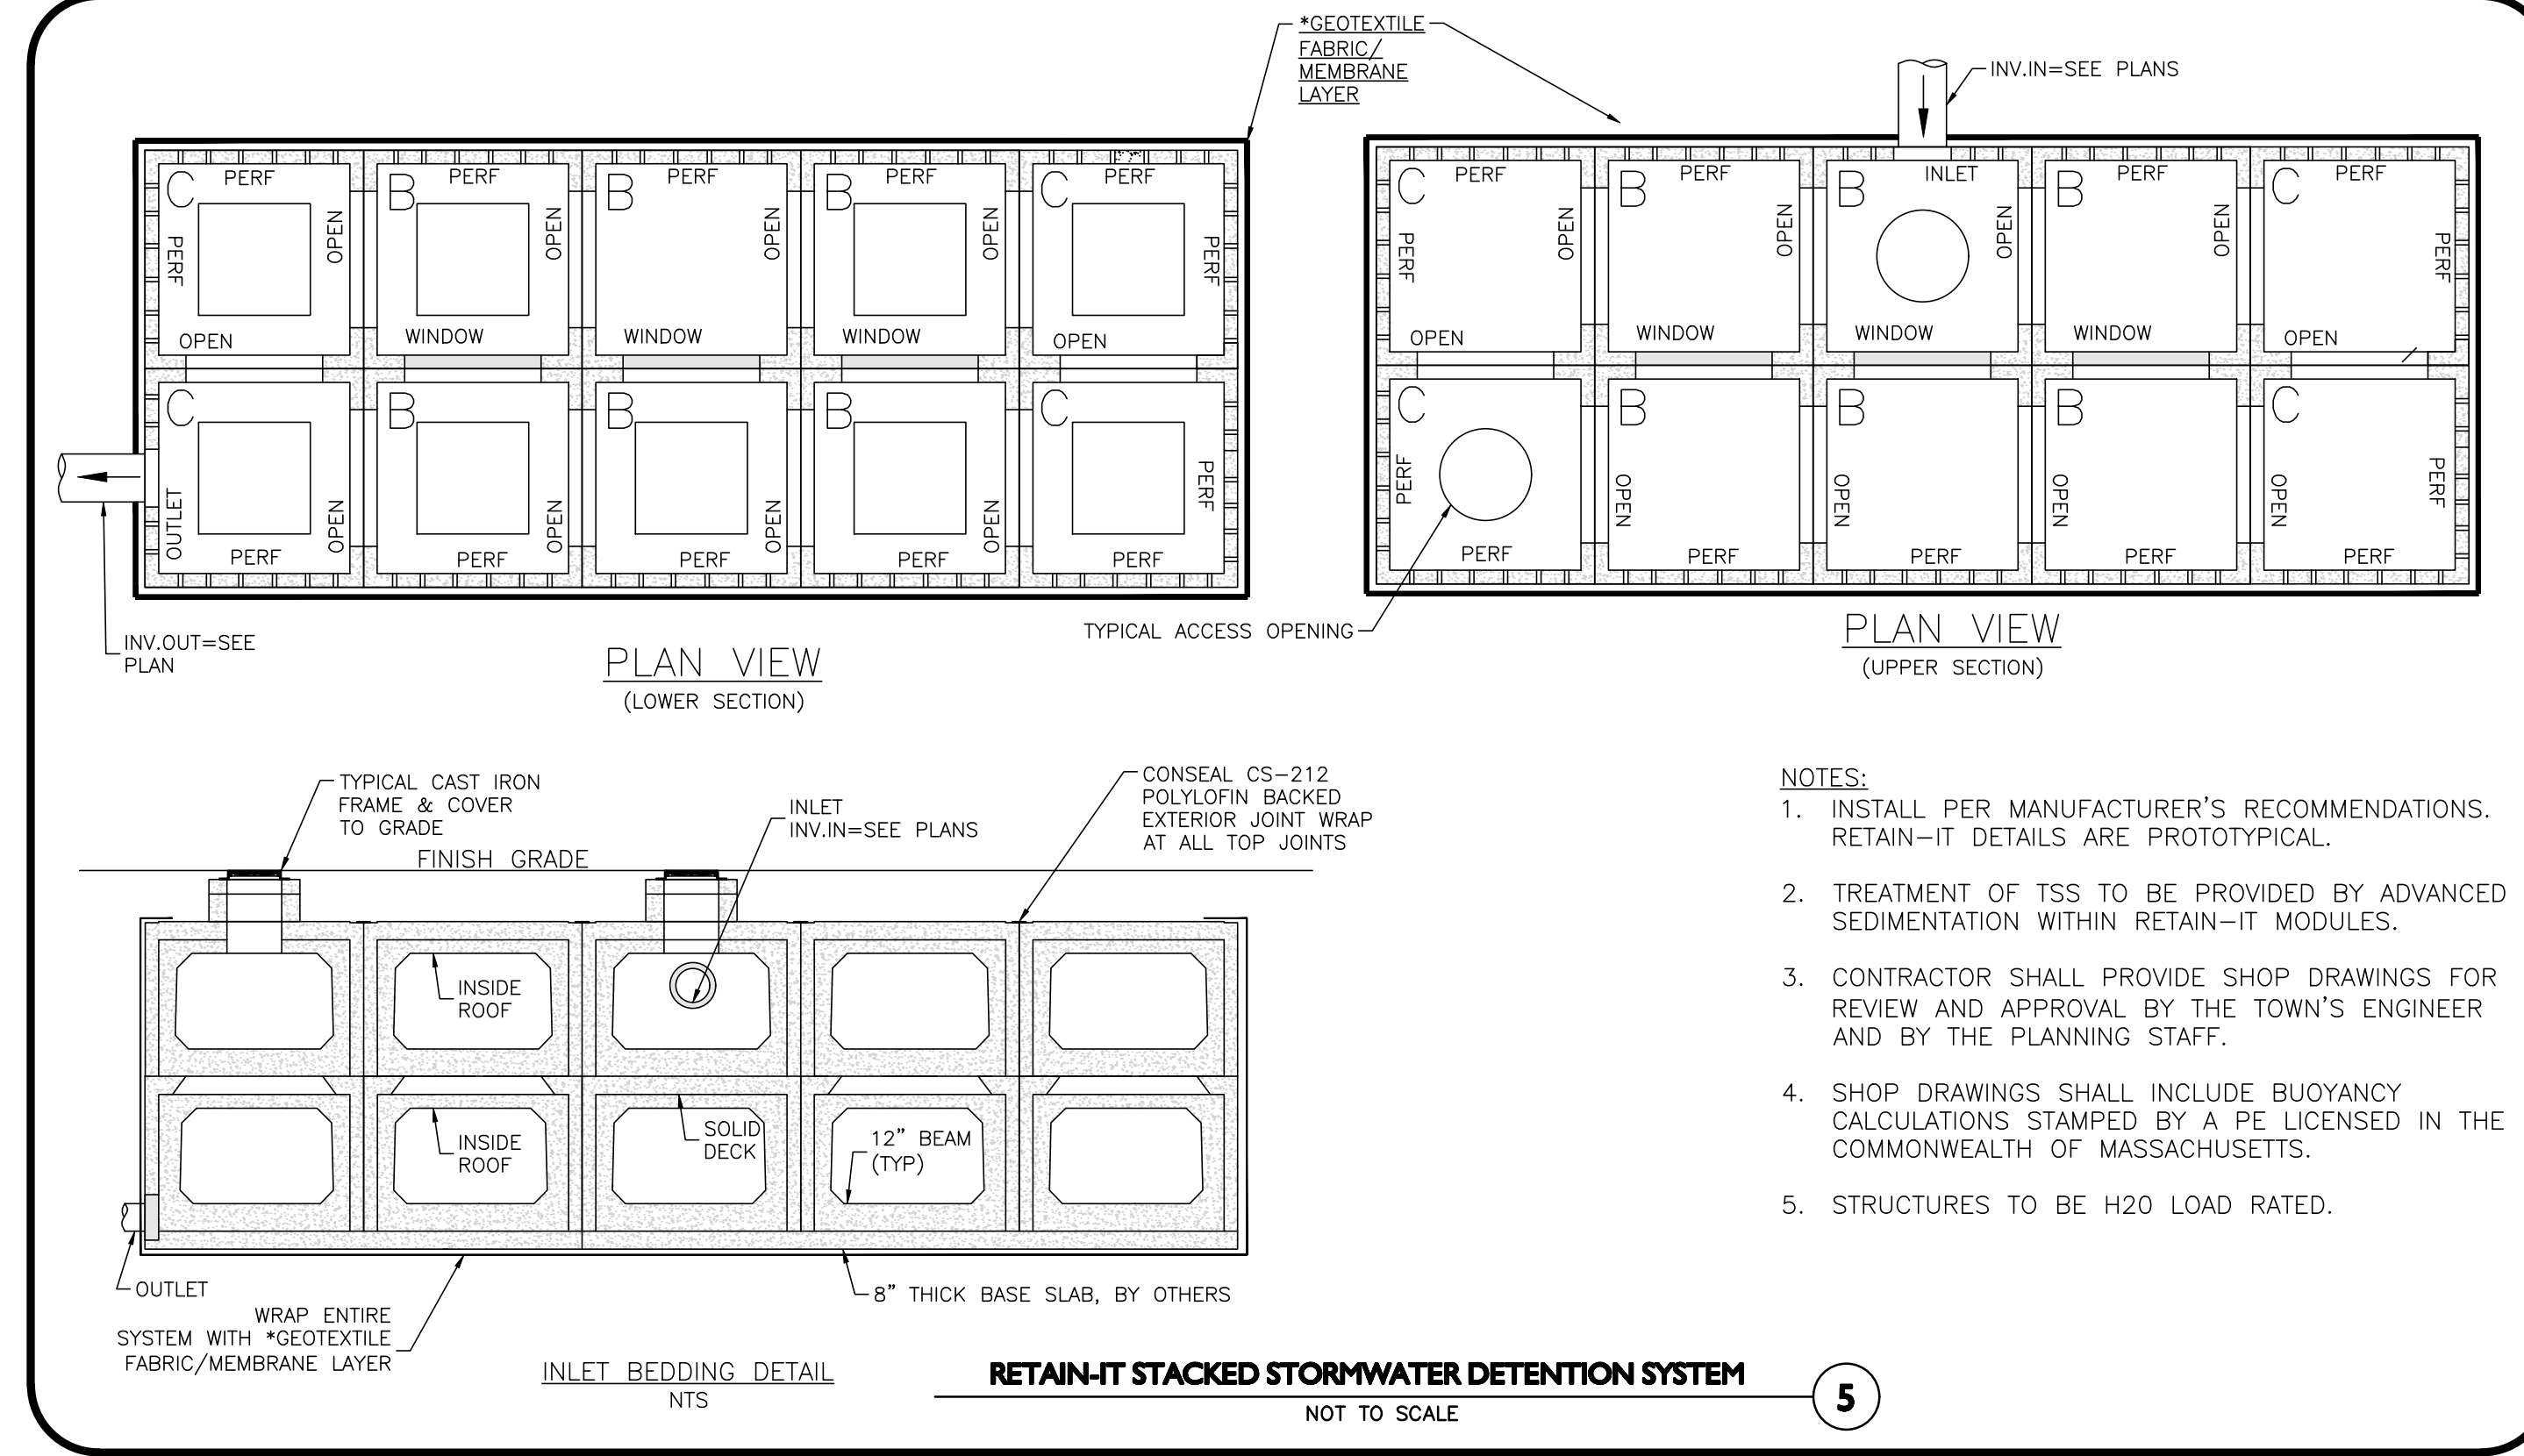 *GEOTEXTILE
FABRIC/
MEMBRANE
LAYER
INV.IN=SEE PLANS
C PERF B PERF B PERF B PERF C PERF
PERF OPEN OPEN OPEN OPEN PERF
OPEN WINDOW WINDOW WINDOW OPEN
C B B B C
OUTLET OPEN OPEN OPEN OPEN PERF
PERF PERF PERF PERF PERF
INV.OUT=SEE
PLAN
PLAN VIEW
(LOWER SECTION)
C PERF B PERF B INLET B PERF C PERF
PERF OPEN OPEN OPEN OPEN PERF
OPEN WINDOW WINDOW WINDOW OPEN
C B B B C
PERF OPEN OPEN OPEN OPEN PERF
PERF PERF PERF PERF PERF
TYPICAL ACCESS OPENING
PLAN VIEW
(UPPER SECTION)
TYPICAL CAST IRON
FRAME & COVER
TO GRADE
FINISH GRADE
INLET
INV.IN=SEE PLANS
CONSEAL CS-212
POLYLOFIN BACKED
EXTERIOR JOINT WRAP
AT ALL TOP JOINTS
INSIDE
ROOF
INSIDE
ROOF
SOLID
DECK
12" BEAM
(TYP)
OUTLET
WRAP ENTIRE
SYSTEM WITH *GEOTEXTILE
FABRIC/MEMBRANE LAYER
8" THICK BASE SLAB, BY OTHERS
INLET BEDDING DETAIL
NTS
NOTES:
1. INSTALL PER MANUFACTURER'S RECOMMENDATIONS.
RETAIN-IT DETAILS ARE PROTOTYPICAL.
2. TREATMENT OF TSS TO BE PROVIDED BY ADVANCED
SEDIMENTATION WITHIN RETAIN-IT MODULES.
3. CONTRACTOR SHALL PROVIDE SHOP DRAWINGS FOR
REVIEW AND APPROVAL BY THE TOWN'S ENGINEER
AND BY THE PLANNING STAFF.
4. SHOP DRAWINGS SHALL INCLUDE BUOYANCY
CALCULATIONS STAMPED BY A PE LICENSED IN THE
COMMONWEALTH OF MASSACHUSETTS.
5. STRUCTURES TO BE H20 LOAD RATED.
RETAIN-IT STACKED STORMWATER DETENTION SYSTEM
NOT TO SCALE
5